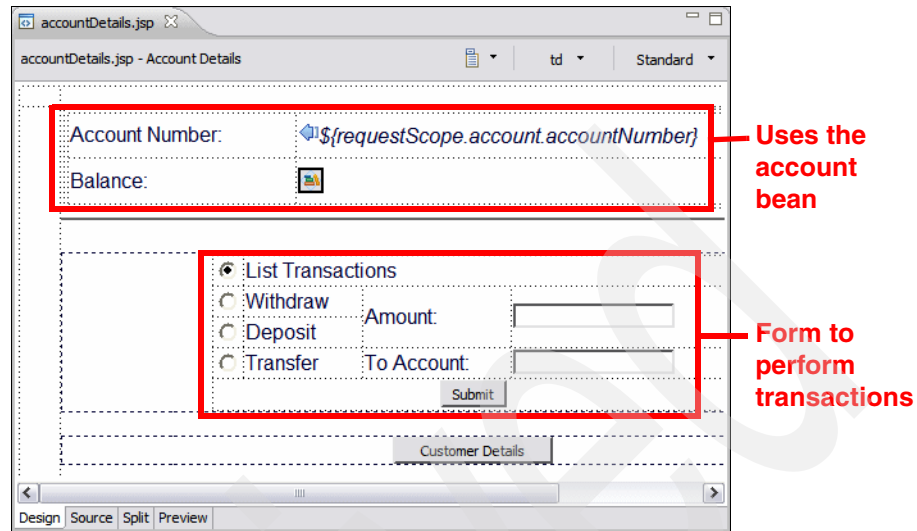 accountDetails.jsp
accountDetails.jsp - Account Details
td
Standard
Account Number:
${requestScope.account.accountNumber}
Balance:
Uses the
account
bean
List Transactions
Withdraw
Amount:
Deposit
Transfer
To Account:
Submit
Form to
perform
transactions
Customer Details
Design Source Split Preview